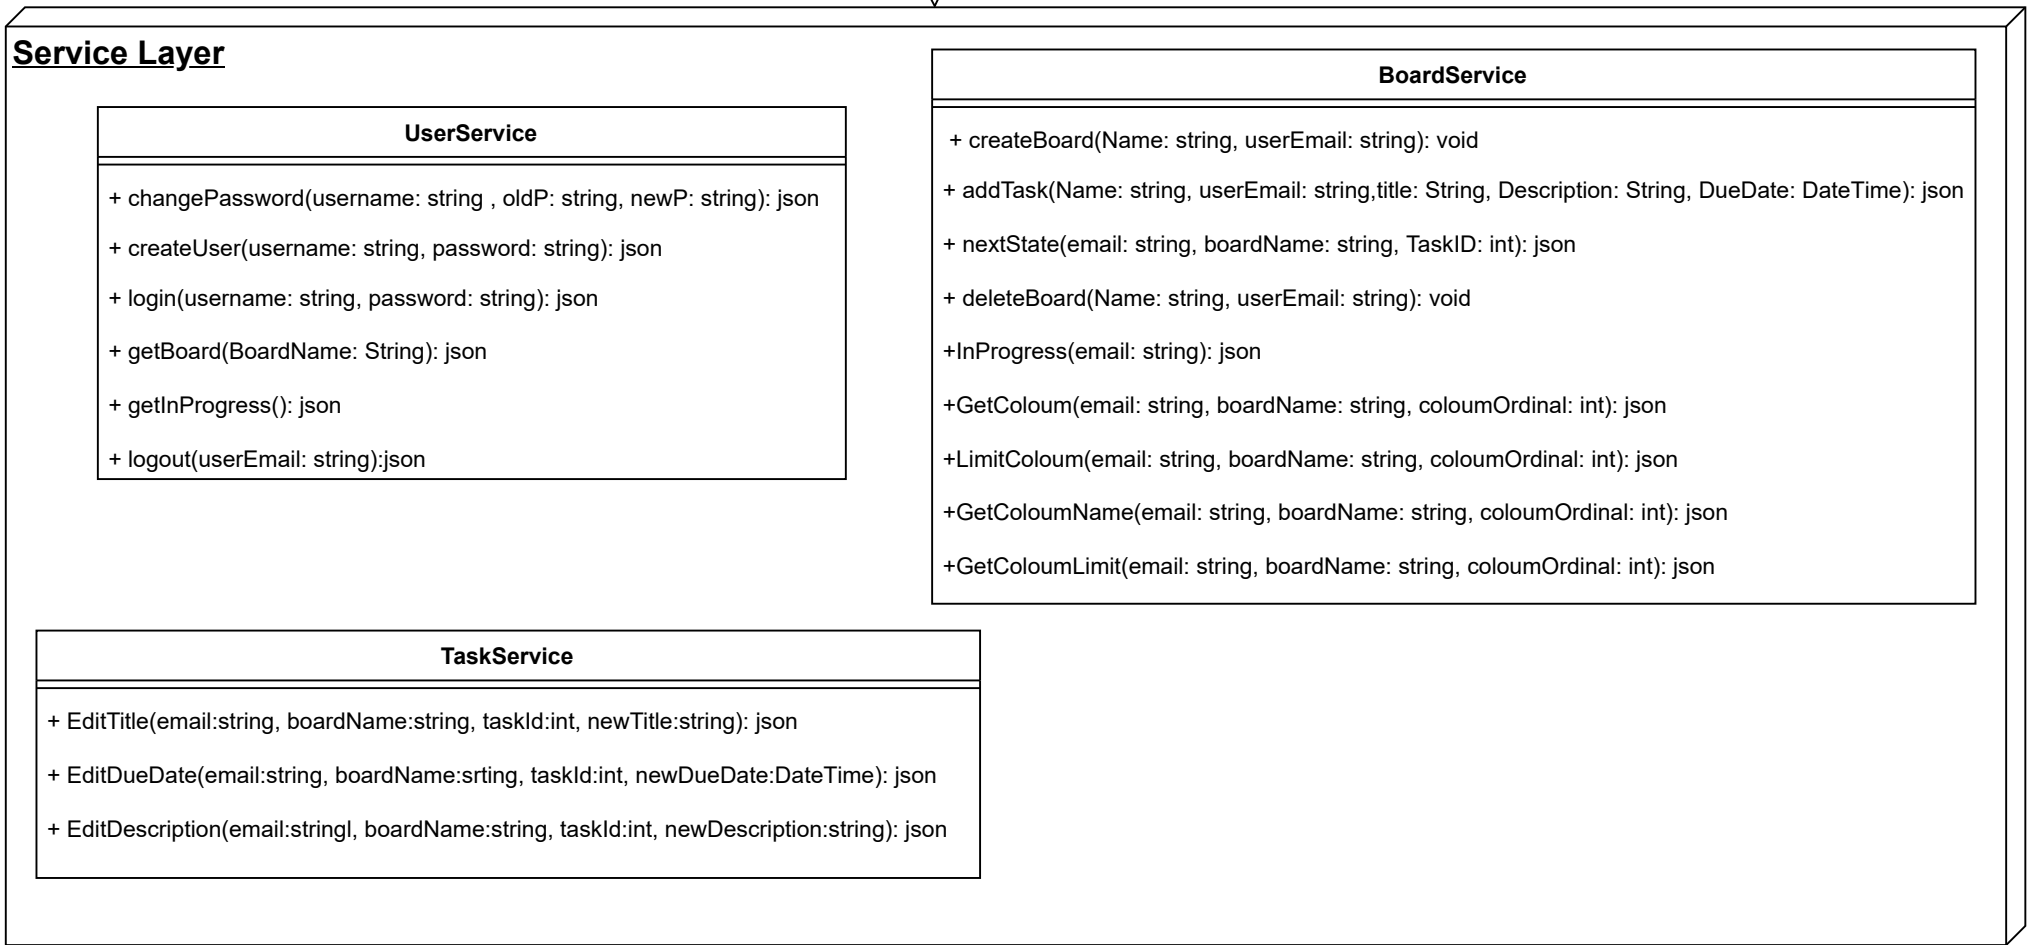 Service Layer
UserService
+ changePassword(username: string , oldP: string, newP: string): json
+ createUser(username: string, password: string): json
+ login(username: string, password: string): json
+ getBoard(BoardName: String): json
+ getInProgress(): json
+ logout(userEmail: string):json
BoardService
+ createBoard(Name: string, userEmail: string): void
+ addTask(Name: string, userEmail: string,title: String, Description: String, DueDate: DateTime): json
+ nextState(email: string, boardName: string, TaskID: int): json
+ deleteBoard(Name: string, userEmail: string): void
+InProgress(email: string): json
+GetColoum(email: string, boardName: string, coloumOrdinal: int): json
+LimitColoum(email: string, boardName: string, coloumOrdinal: int): json
+GetColoumName(email: string, boardName: string, coloumOrdinal: int): json
+GetColoumLimit(email: string, boardName: string, coloumOrdinal: int): json
TaskService
+ EditTitle(email:string, boardName:string, taskId:int, newTitle:string): json
+ EditDueDate(email:string, boardName:srting, taskId:int, newDueDate:DateTime): json
+ EditDescription(email:stringl, boardName:string, taskId:int, newDescription:string): json